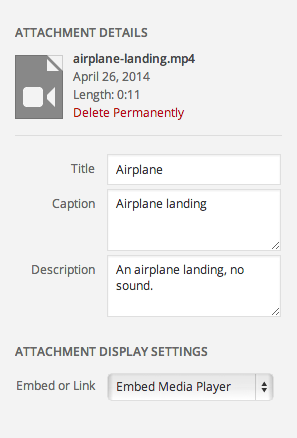 ATTACHMENT DETAILS
airplane-landing.mp4
April 26, 2014
Length: 0:11
Delete Permanently
Title Airplane
Caption Airplane landing
Description An airplane landing, no
sound.
ATTACHMENT DISPLAY SETTINGS
Embed or Link Embed Media Player